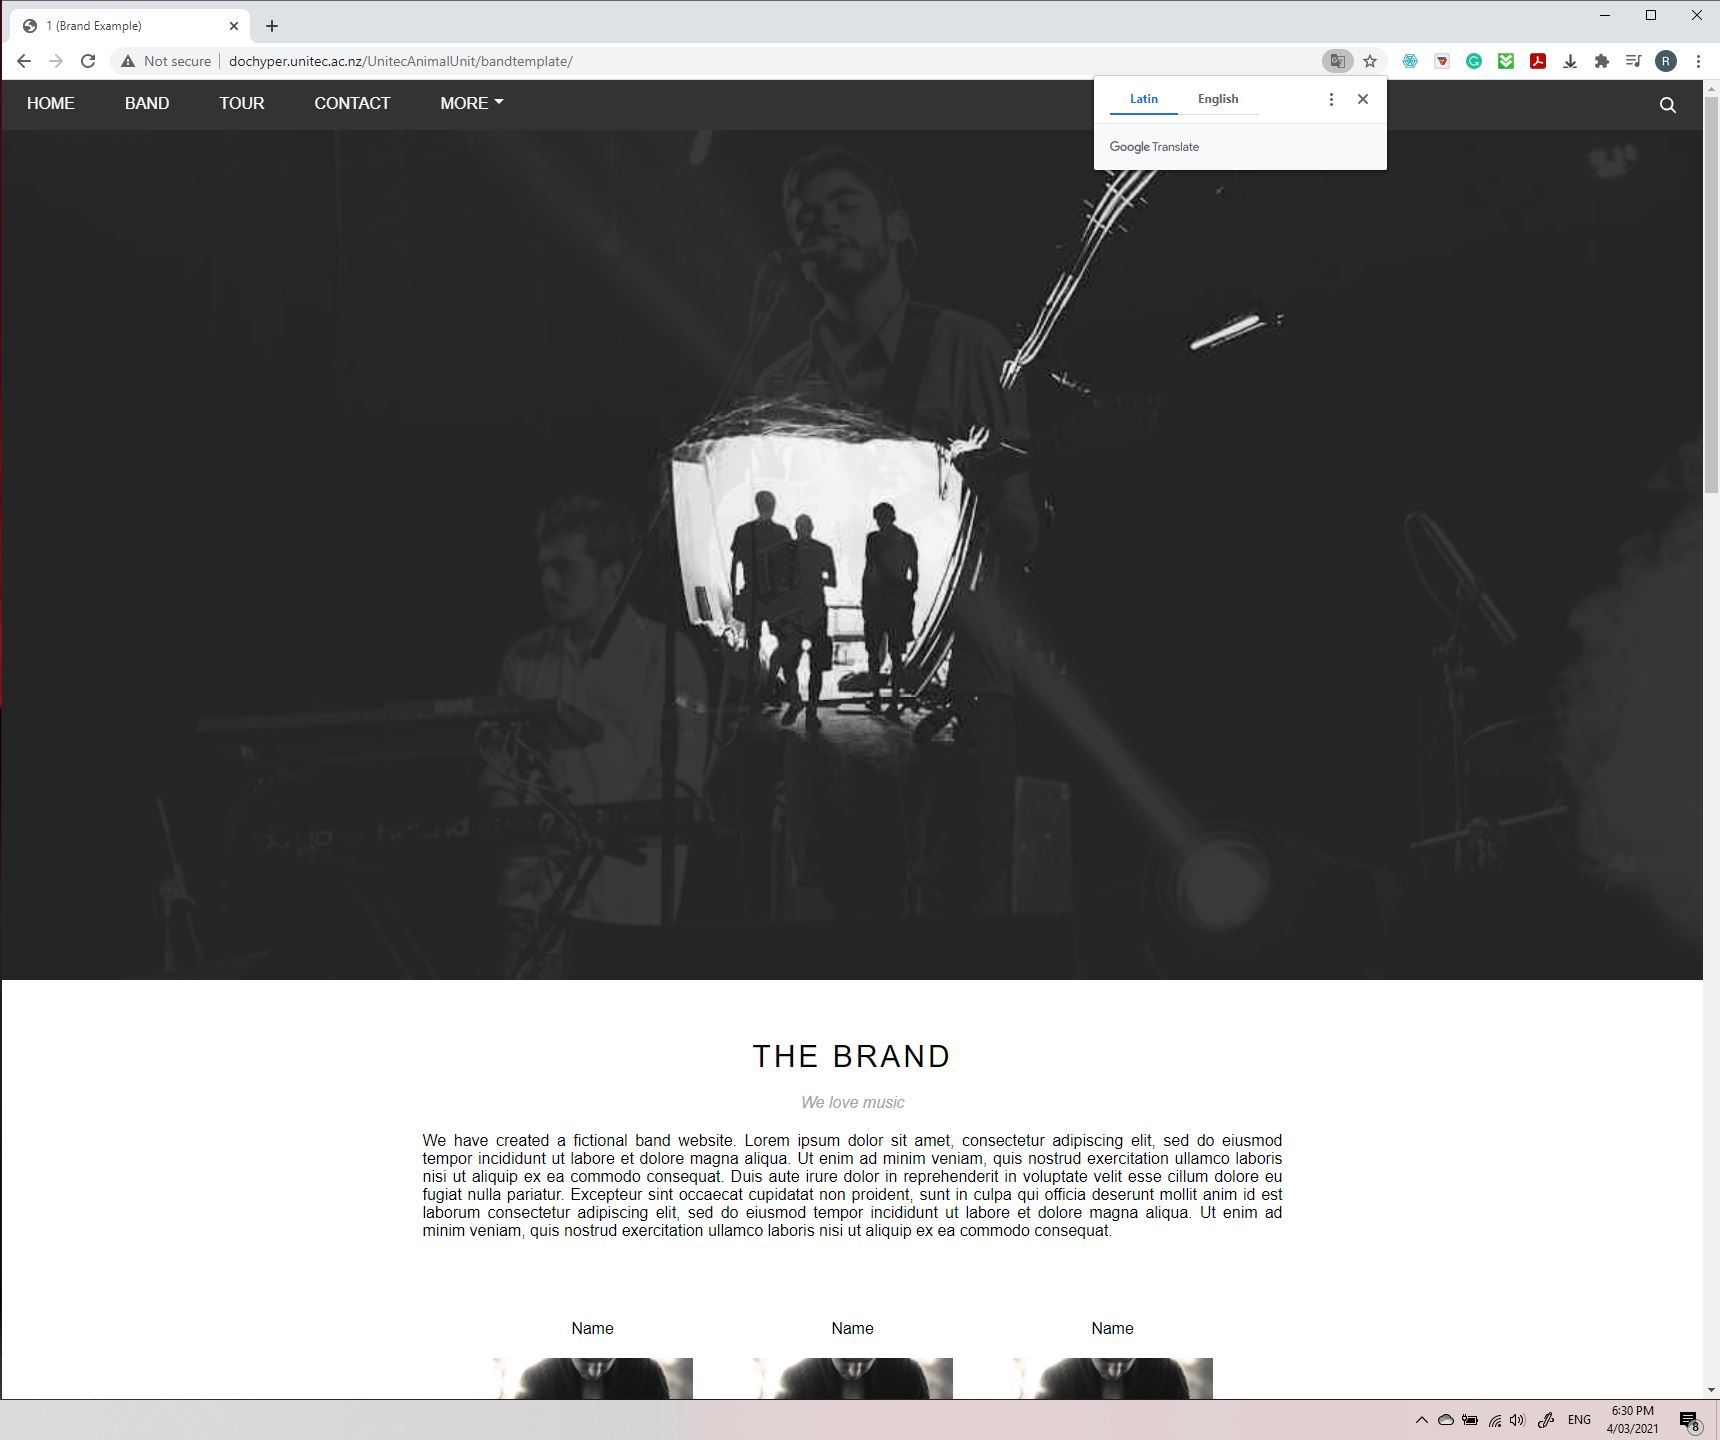 1 (Brand Example)
Not secure
dochyper.unitec.ac.nz/UnitecAnimalUnit/bandtemplate/
R
HOME BAND TOUR CONTACT MORE
Latin English
Google Translate
KORG
THE BRAND
We love music
We have created a fictional band website. Lorem ipsum dolor sit amet, consectetur adipiscing elit, sed do eiusmod
tempor incididunt ut labore et dolore magna aliqua. Ut enim ad minim veniam, quis nostrud exercitation ullamco laboris
nisi ut aliquip ex ea commodo consequat. Duis aute irure dolor in reprehenderit in voluptate velit esse cillum dolore eu
fugiat nulla pariatur. Excepteur sint occaecat cupidatat non proident, sunt in culpa qui officia deserunt mollit anim id est
laborum consectetur adipiscing elit, sed do eiusmod tempor incididunt ut labore et dolore magna aliqua. Ut enim ad
minim veniam, quis nostrud exercitation ullamco laboris nisi ut aliquip ex ea commodo consequat.
Name Name Name
ENG
6:30 PM
4/03/2021
8